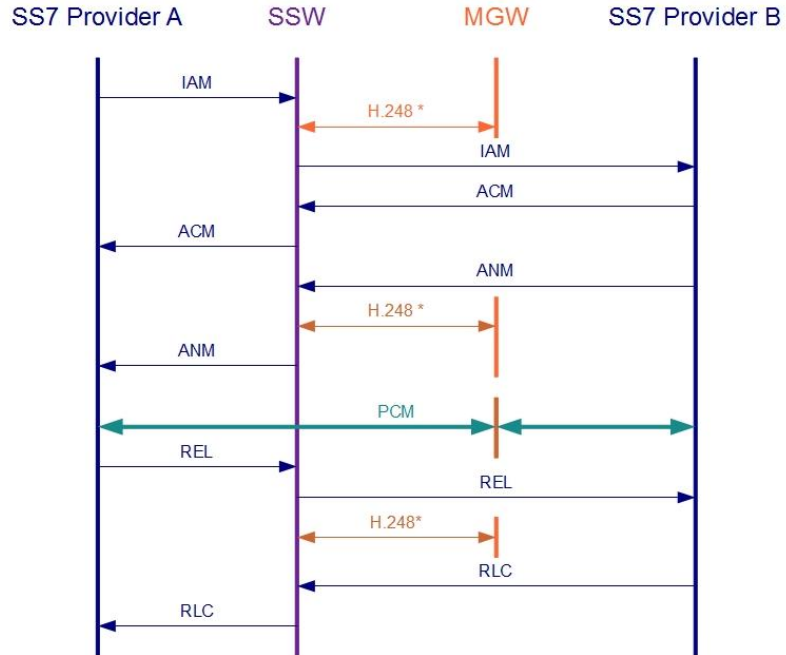 SS7 Provider A SSW MGW SS7 Provider B
IAM
H.248 *
IAM
ACM
ACM
ANM
H.248 *
ANM
PCM
REL
REL
H.248*
RLC
RLC